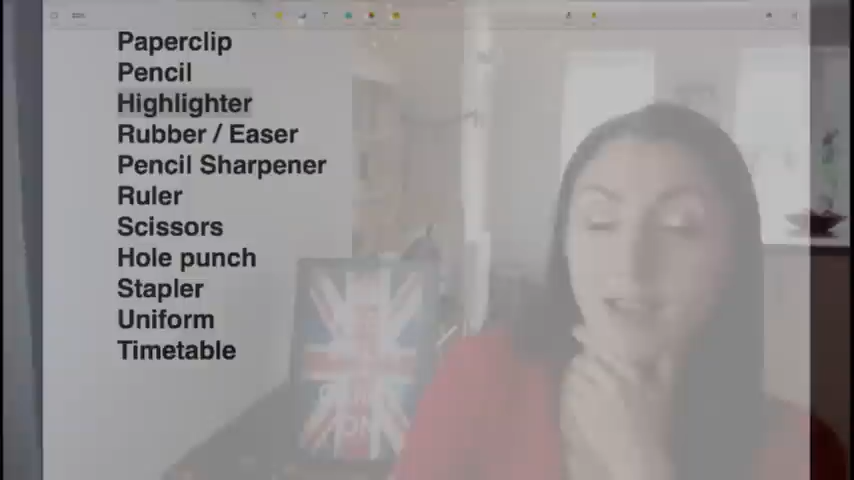 Paperclip
Pencil
Highlighter
Rubber / Easer
Pencil Sharpener
Ruler
Scissors
Hole punch
Stapler
Uniform
Timetable